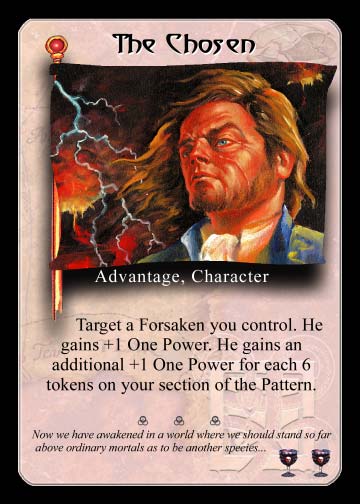 The Chosen
Advantage, Character
Target a Forsaken you control. He
gains +1 One Power. He gains an
additional +1 One Power for each 6
tokens on your section of the Pattern.
Now we have awakened in a world where we should stand so far
above ordinary mortals as to be another species...